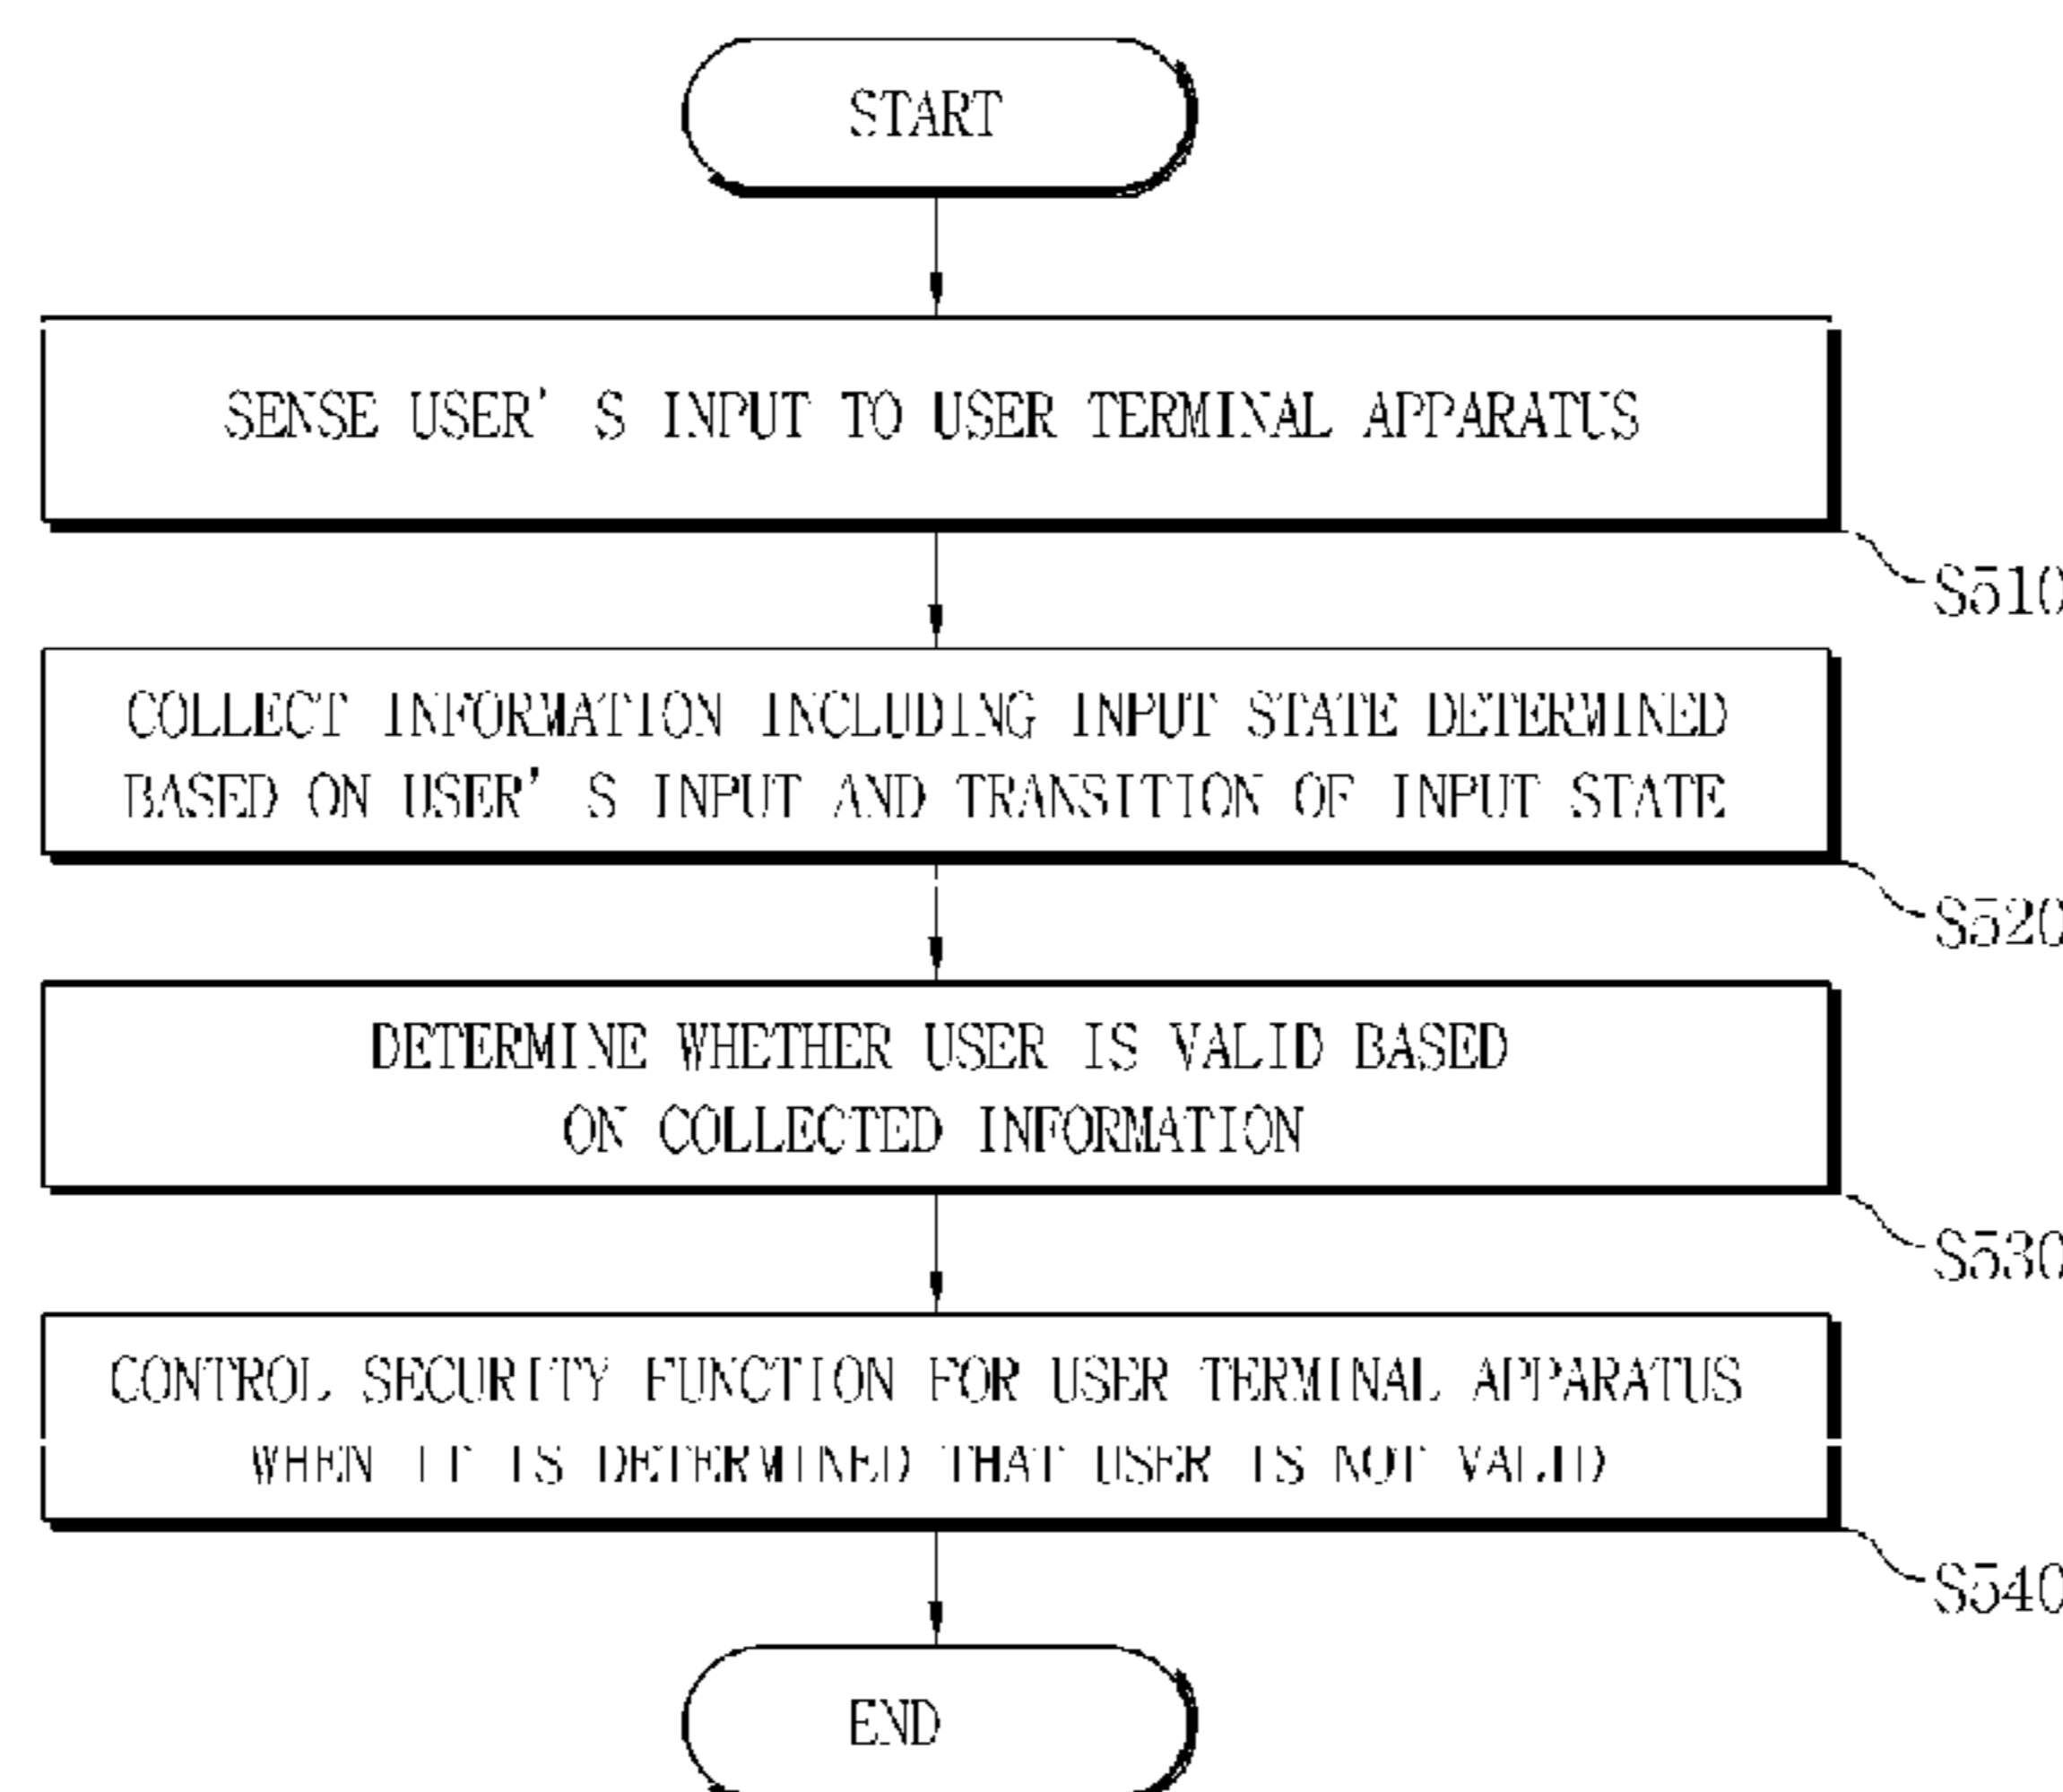 START
SENSE USER'S INPUT TO USER TERMINAL APPARATUS
S510
COLLECT INFORMATION INCLUDING INPUT STATE DETERMINED
BASED ON USER'S INPUT AND TRANSITION OF INPUT STATE
S520
DETERMINE WHETHER USER IS VALID BASED
ON COLLECTED INFORMATION
S530
CONTROL SECURITY FUNCTION FOR USER TERMINAL APPARATUS
WHEN IT IS DETERMINED THAT USER IS NOT VALID
S540
END